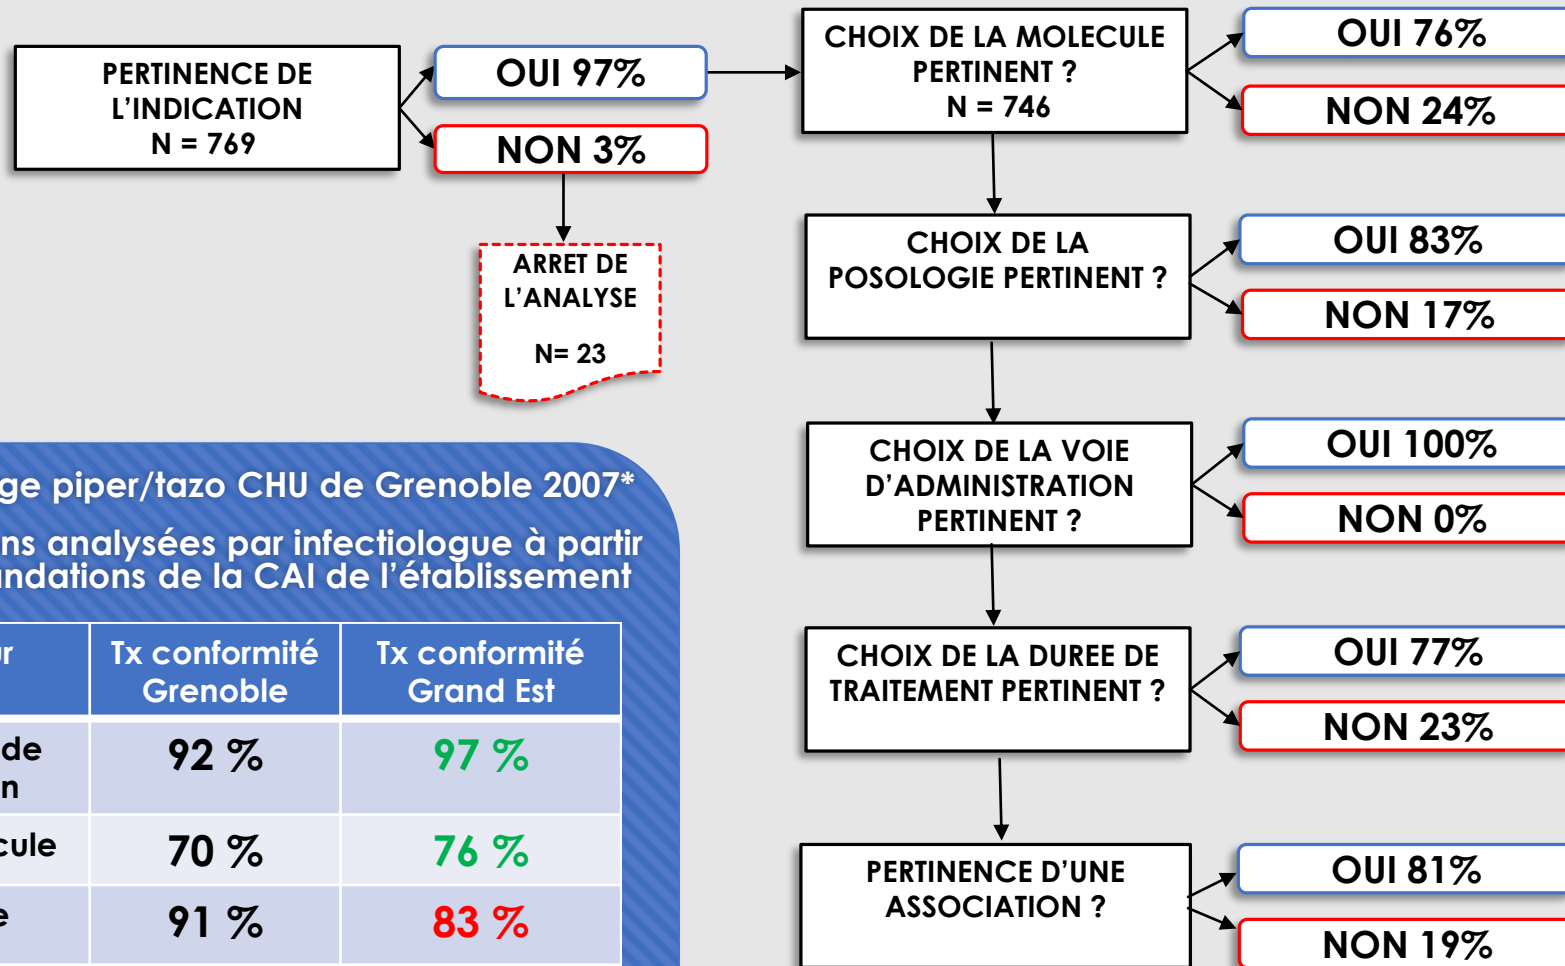 PERTINENCE DE
L'INDICATION
N = 769
OUI 97%
NON 3%
ARRET DE
L'ANALYSE
N= 23
CHOIX DE LA MOLECULE
PERTINENT ?
N = 746
OUI 76%
NON 24%
CHOIX DE LA
POSOLOGIE PERTINENT ?
OUI 83%
NON 17%
CHOIX DE LA VOIE
D'ADMINISTRATION
PERTINENT ?
OUI 100%
NON 0%
CHOIX DE LA DUREE DE
TRAITEMENT PERTINENT ?
OUI 77%
NON 23%
PERTINENCE D'UNE
ASSOCIATION ?
OUI 81%
NON 19%
piper/tazo CHU de Grenoble 2007*
analysées par infectiologue à partir
de la CAI de l'établissement
Tx conformité
Grenoble
Tx conformité
Grand Est
de
92 %
97 %
70 %
76 %
91 %
83 %